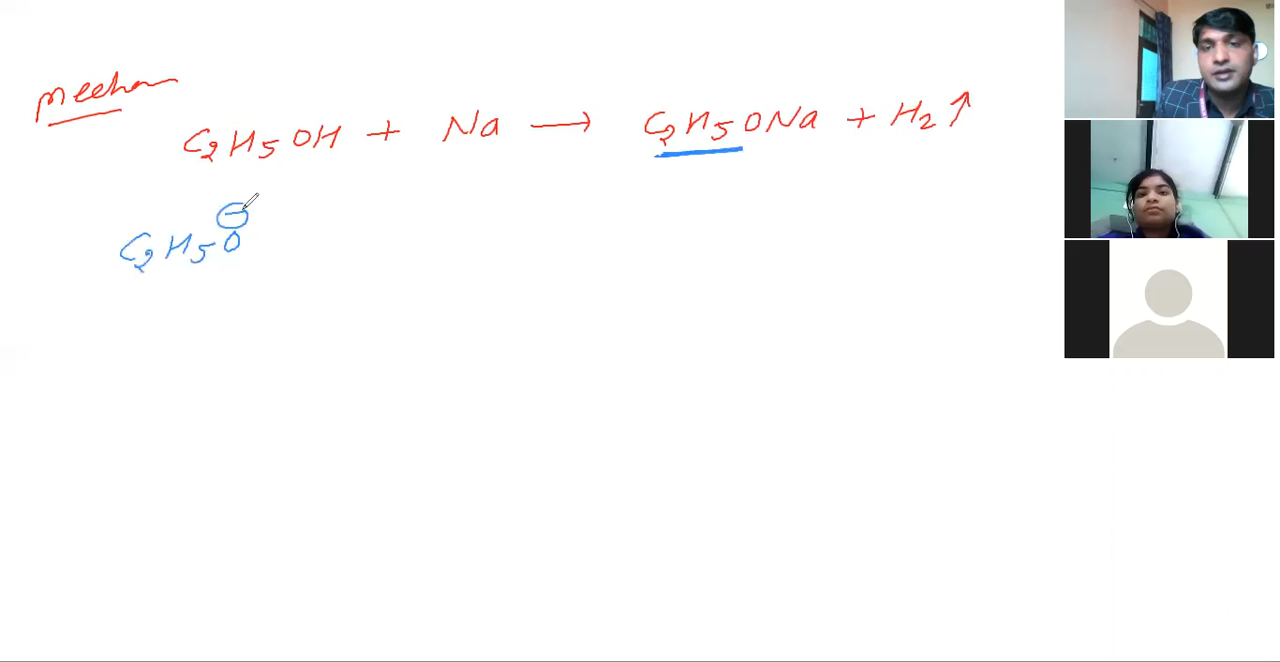 Mechan
C₂H₅OH + Na → C₂H₅ONa + H₂↑
C₂H₅O⊖